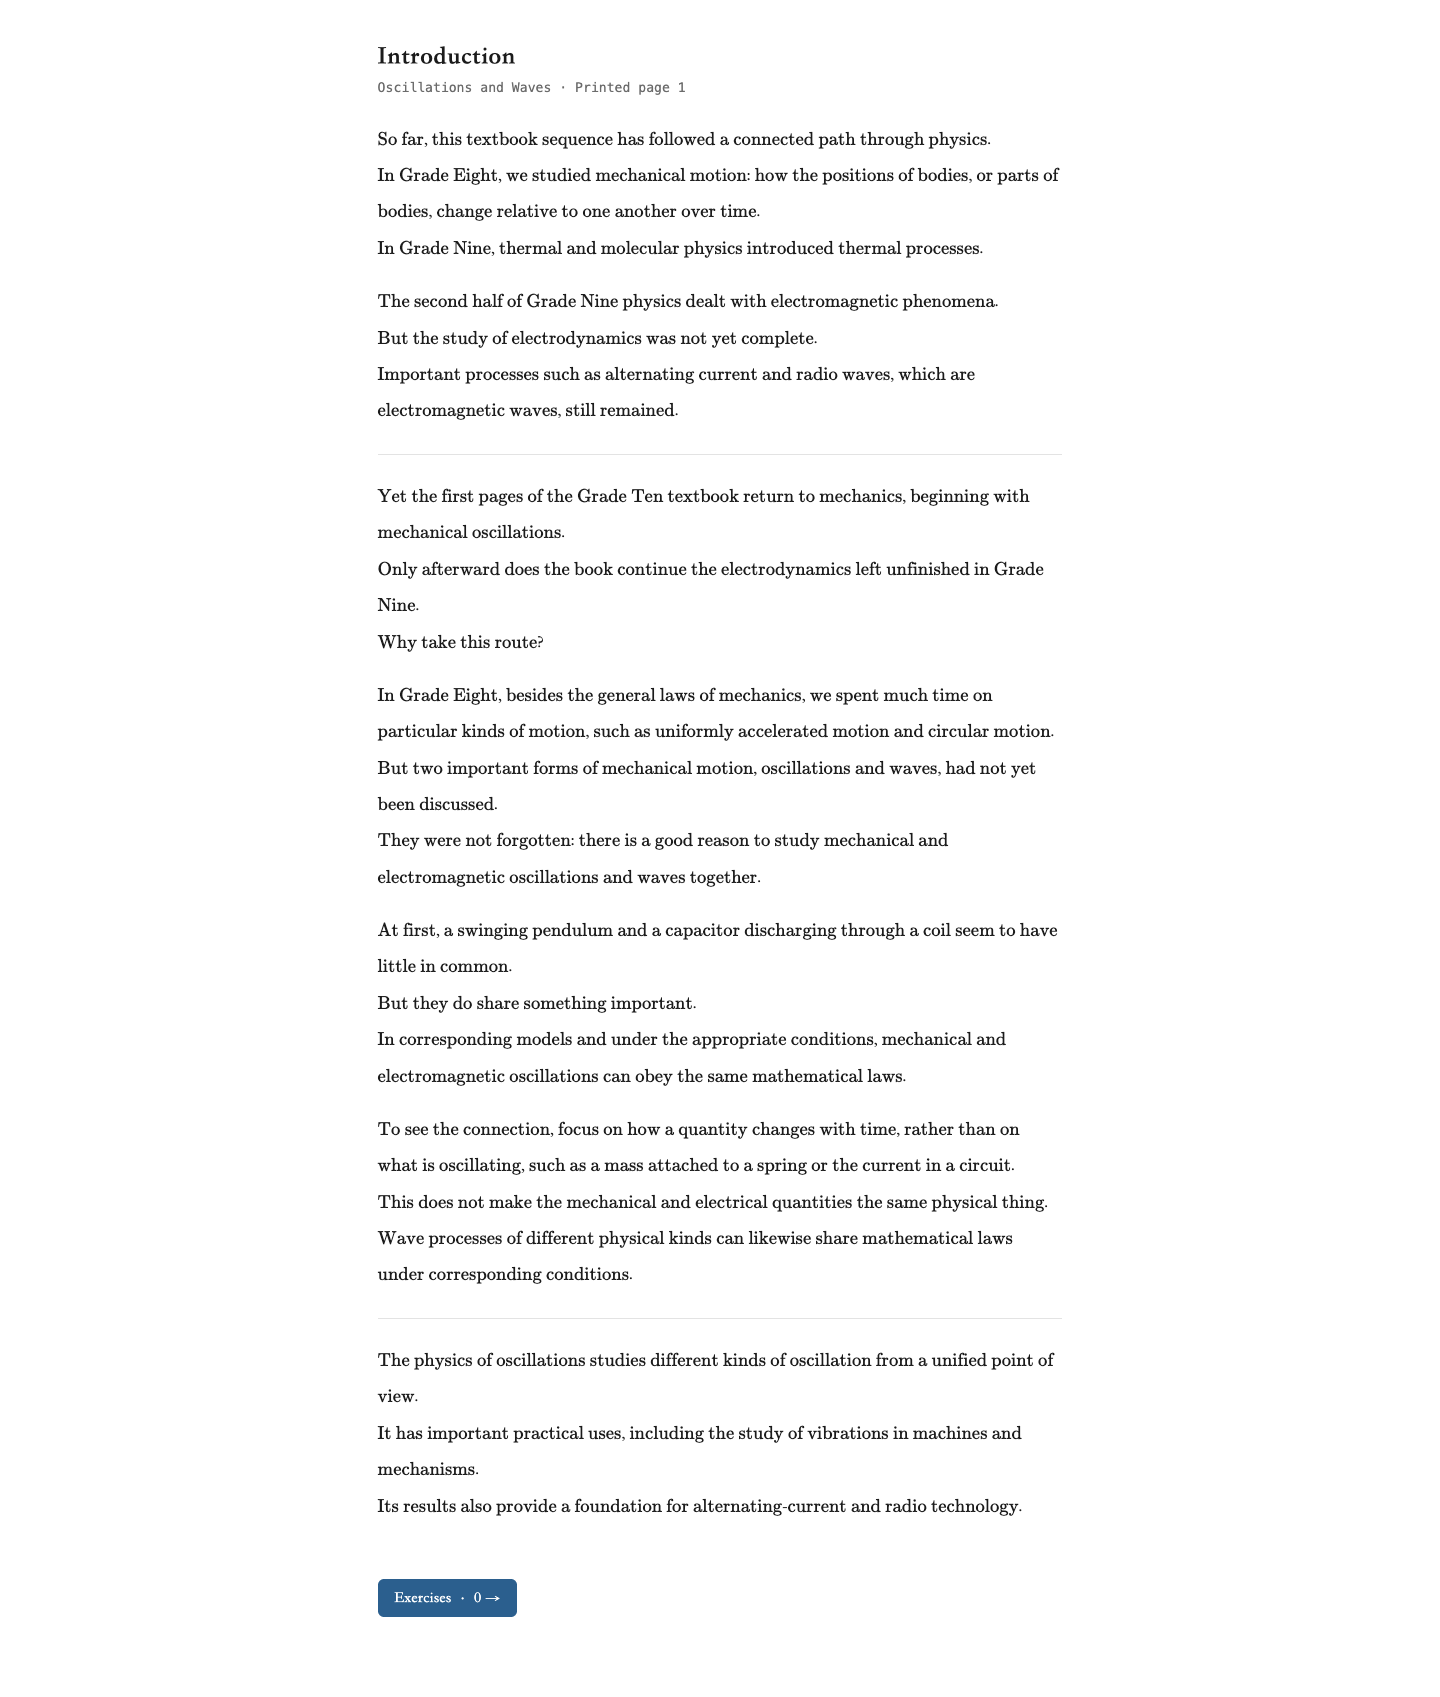 Introduction
Oscillations and Waves · Printed page 1
So far, this textbook sequence has followed a connected path through physics.
In Grade Eight, we studied mechanical motion: how the positions of bodies, or parts of
bodies, change relative to one another over time.
In Grade Nine, thermal and molecular physics introduced thermal processes.
The second half of Grade Nine physics dealt with electromagnetic phenomena.
But the study of electrodynamics was not yet complete.
Important processes such as alternating current and radio waves, which are
electromagnetic waves, still remained.
Yet the first pages of the Grade Ten textbook return to mechanics, beginning with
mechanical oscillations.
Only afterward does the book continue the electrodynamics left unfinished in Grade
Nine.
Why take this route?
In Grade Eight, besides the general laws of mechanics, we spent much time on
particular kinds of motion, such as uniformly accelerated motion and circular motion.
But two important forms of mechanical motion, oscillations and waves, had not yet
been discussed.
They were not forgotten: there is a good reason to study mechanical and
electromagnetic oscillations and waves together.
At first, a swinging pendulum and a capacitor discharging through a coil seem to have
little in common.
But they do share something important.
In corresponding models and under the appropriate conditions, mechanical and
electromagnetic oscillations can obey the same mathematical laws.
To see the connection, focus on how a quantity changes with time, rather than on
what is oscillating, such as a mass attached to a spring or the current in a circuit.
This does not make the mechanical and electrical quantities the same physical thing.
Wave processes of different physical kinds can likewise share mathematical laws
under corresponding conditions.
The physics of oscillations studies different kinds of oscillation from a unified point of
view.
It has important practical uses, including the study of vibrations in machines and
mechanisms.
Its results also provide a foundation for alternating-current and radio technology.
Exercises · 0 →